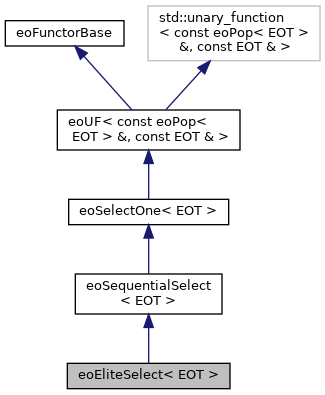 eoFunctorBase
std::unary_function
< const eoPop< EOT >
&, const EOT & >
eoUF< const eoPop<
EOT > &, const EOT & >
eoSelectOne< EOT >
eoSequentialSelect
< EOT >
eoEliteSelect< EOT >